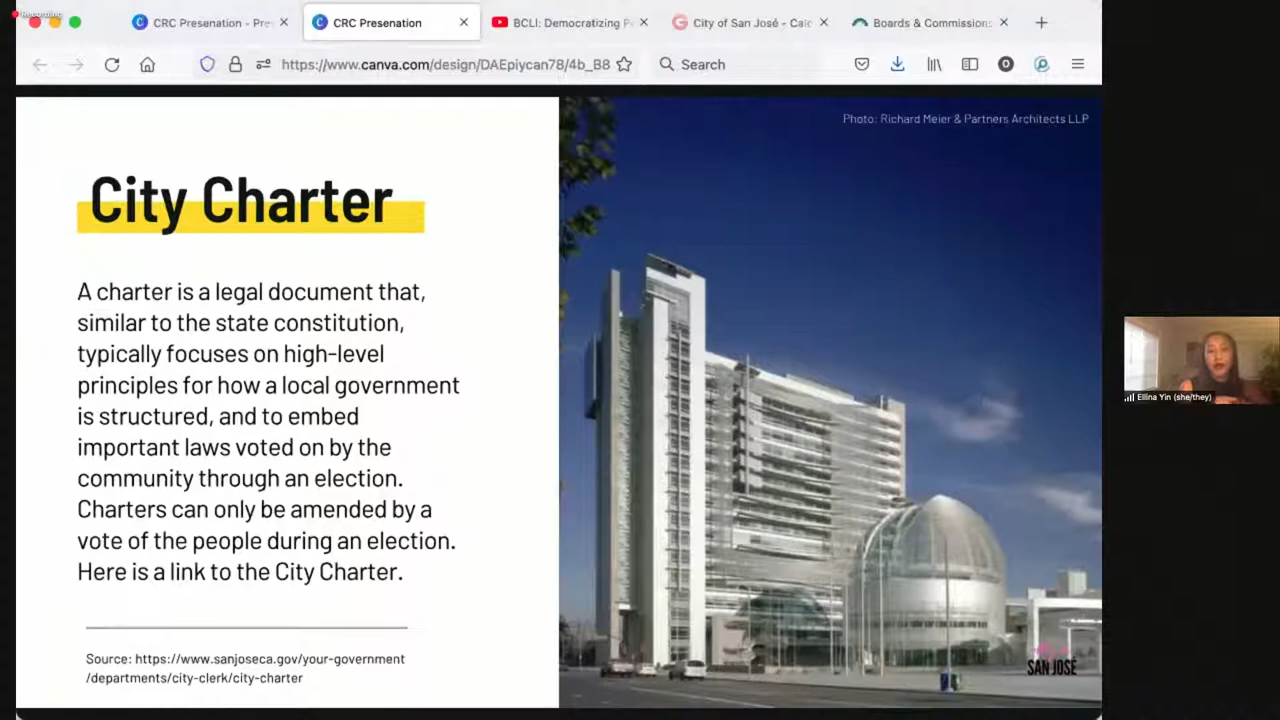 Recording
CRC Presenation - Pre
CRC Presenation
BCLI: Democratizing P
City of San José - Cal
Boards & Commissions
https://www.canva.com/design/DAEpiycan78/4b_B8
Search
Photo: Richard Meier & Partners Architects LLP
City Charter
A charter is a legal document that,
similar to the state constitution,
typically focuses on high-level
principles for how a local government
is structured, and to embed
important laws voted on by the
community through an election.
Charters can only be amended by a
vote of the people during an election.
Here is a link to the City Charter.
Source: https://www.sanjoseca.gov/your-government
/departments/city-clerk/city-charter
SAN JOSÉ
Ellina Yin (she/they)